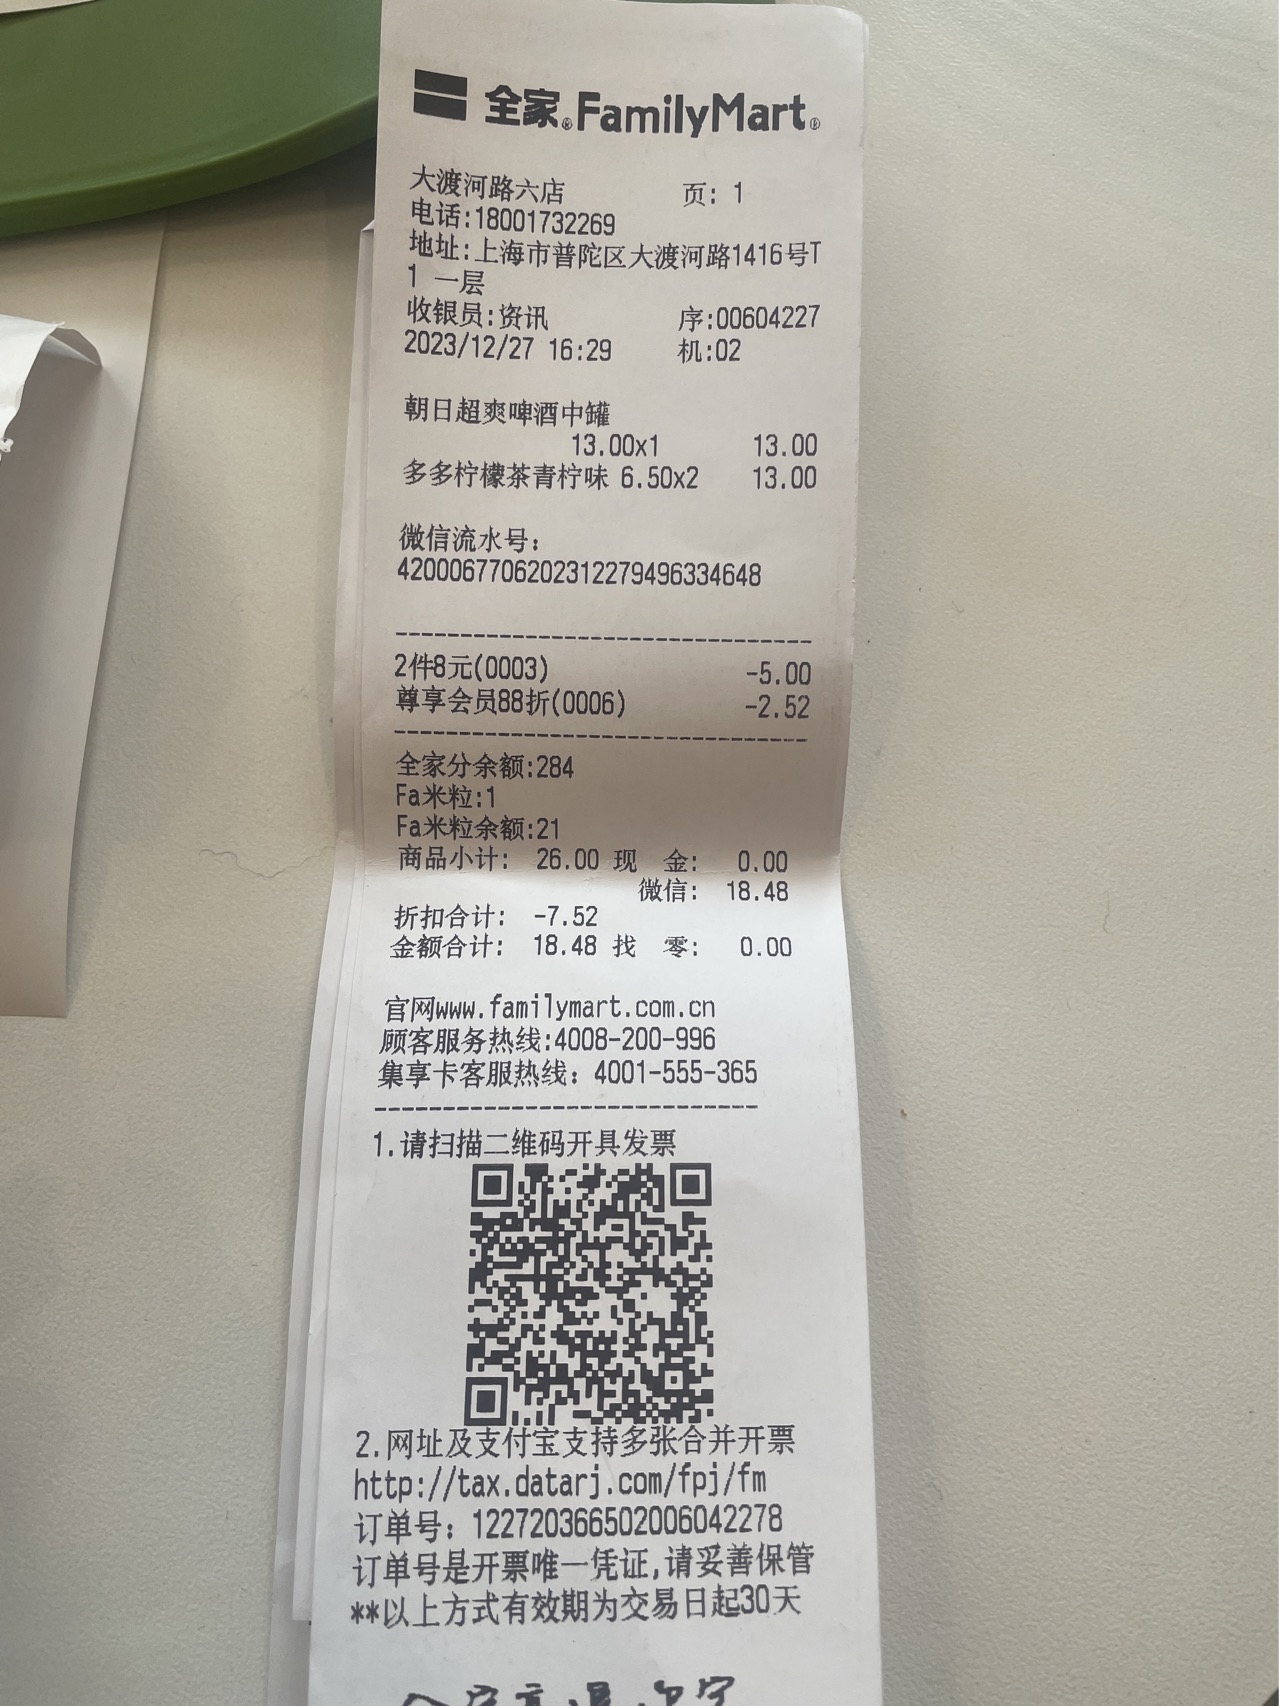 全家®FamilyMart®
大渡河路六店 页: 1
电话:18001732269
地址:上海市普陀区大渡河路1416号T
1 一层
收银员:资讯 序:00604227
2023/12/27 16:29 机:02
朝日超爽啤酒中罐
13.00x1 13.00
多多柠檬茶青柠味 6.50x2 13.00
微信流水号:
4200067706202312279496334648
--------------------------------
2件8元(0003) -5.00
尊享会员88折(0006) -2.52
--------------------------------
全家分余额:284
Fa米粒:1
Fa米粒余额:21
商品小计: 26.00 现 金: 0.00
微信: 18.48
折扣合计: -7.52
金额合计: 18.48 找 零: 0.00
官网www.familymart.com.cn
顾客服务热线:4008-200-996
集享卡客服热线: 4001-555-365
------------------------------
1.请扫描二维码开具发票
2.网址及支付宝支持多张合并开票
http://tax.datarj.com/fpj/fm
订单号: 122720366502006042278
订单号是开票唯一凭证,请妥善保管
**以上方式有效期为交易日起30天